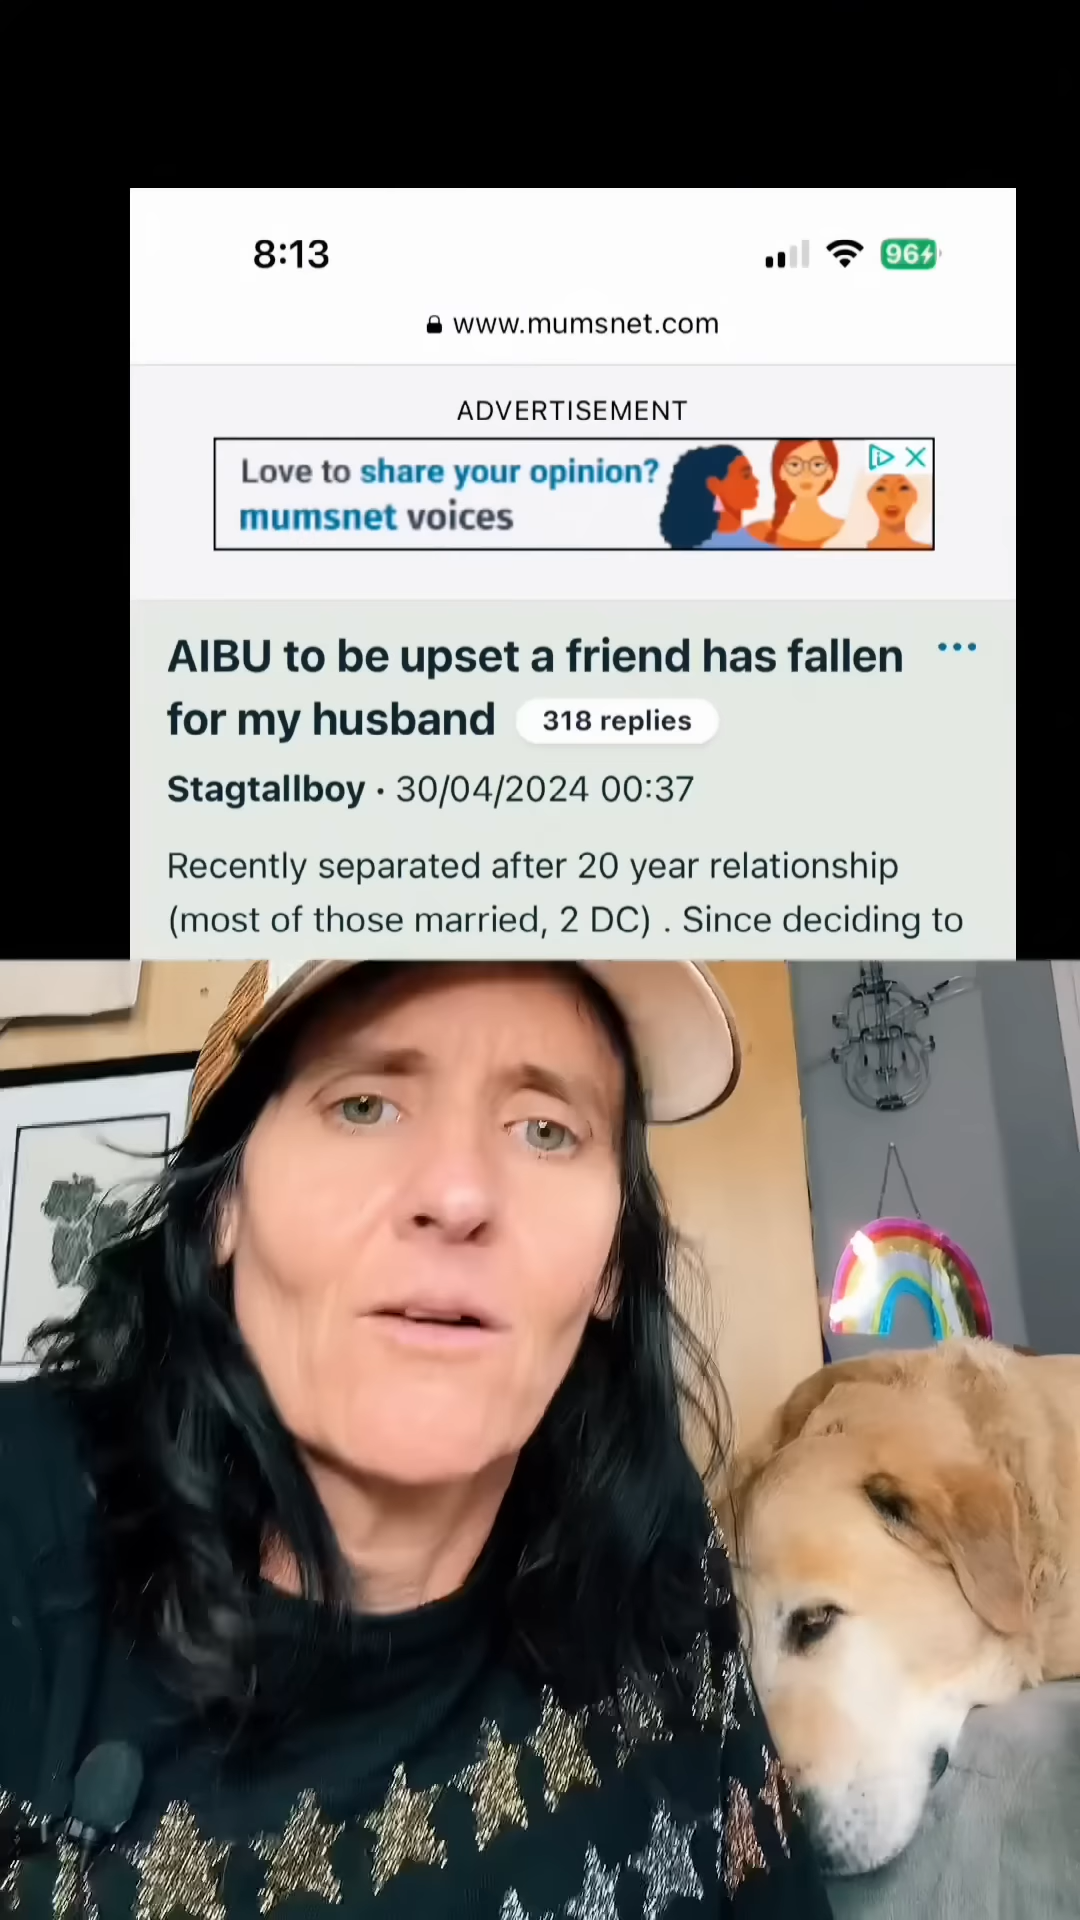 8:13
96
www.mumsnet.com
ADVERTISEMENT
Love to share your opinion?
mumsnet voices
AIBU to be upset a friend has fallen
for my husband 318 replies
Stagtallboy · 30/04/2024 00:37
Recently separated after 20 year relationship
(most of those married, 2 DC) . Since deciding to